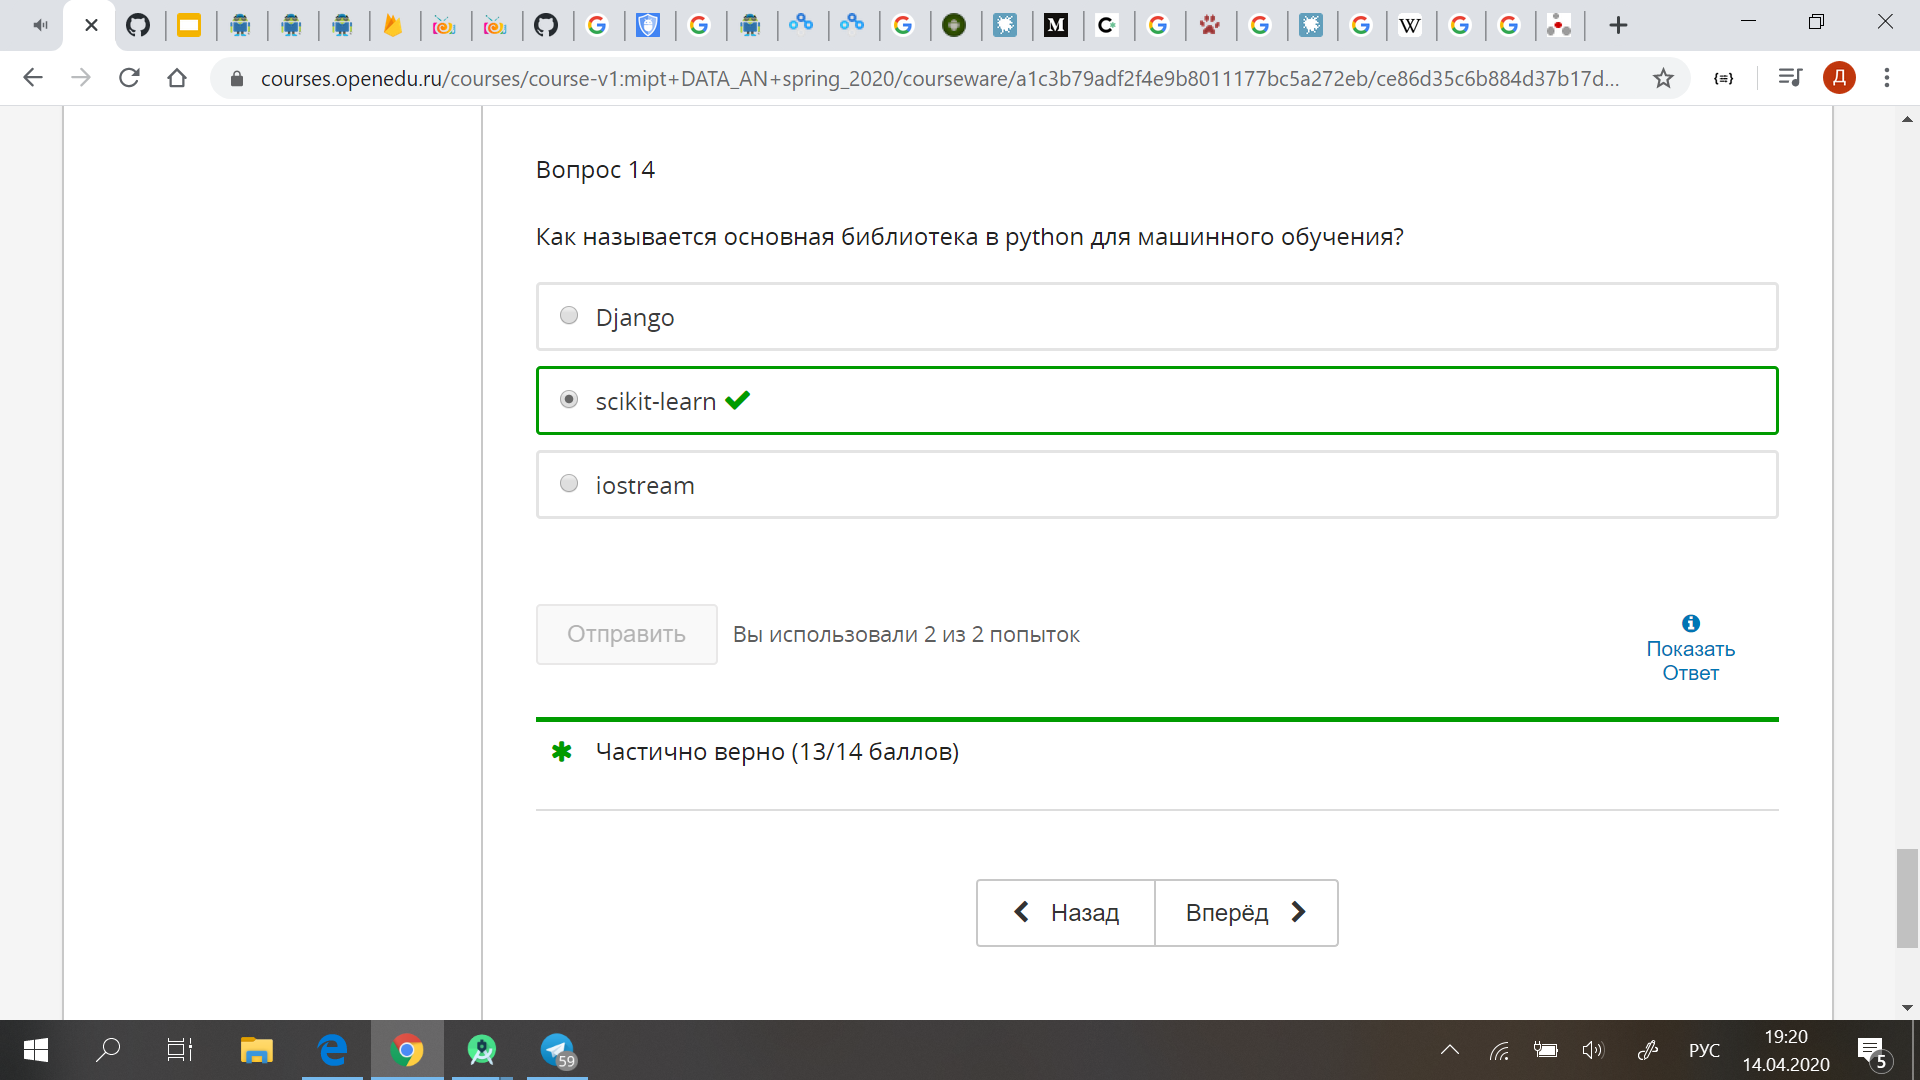 courses.openedu.ru/courses/course-v1:mipt+DATA_AN+spring_2020/courseware/a1c3b79adf2f4e9b8011177bc5a272eb/ce86d35c6b884d37b17d...
Д
Вопрос 14
Как называется основная библиотека в python для машинного обучения?
Django
scikit-learn
iostream
Отправить
Вы использовали 2 из 2 попыток
Показать
Ответ
Частично верно (13/14 баллов)
Назад
Вперёд
59
РУС
19:20
14.04.2020
5